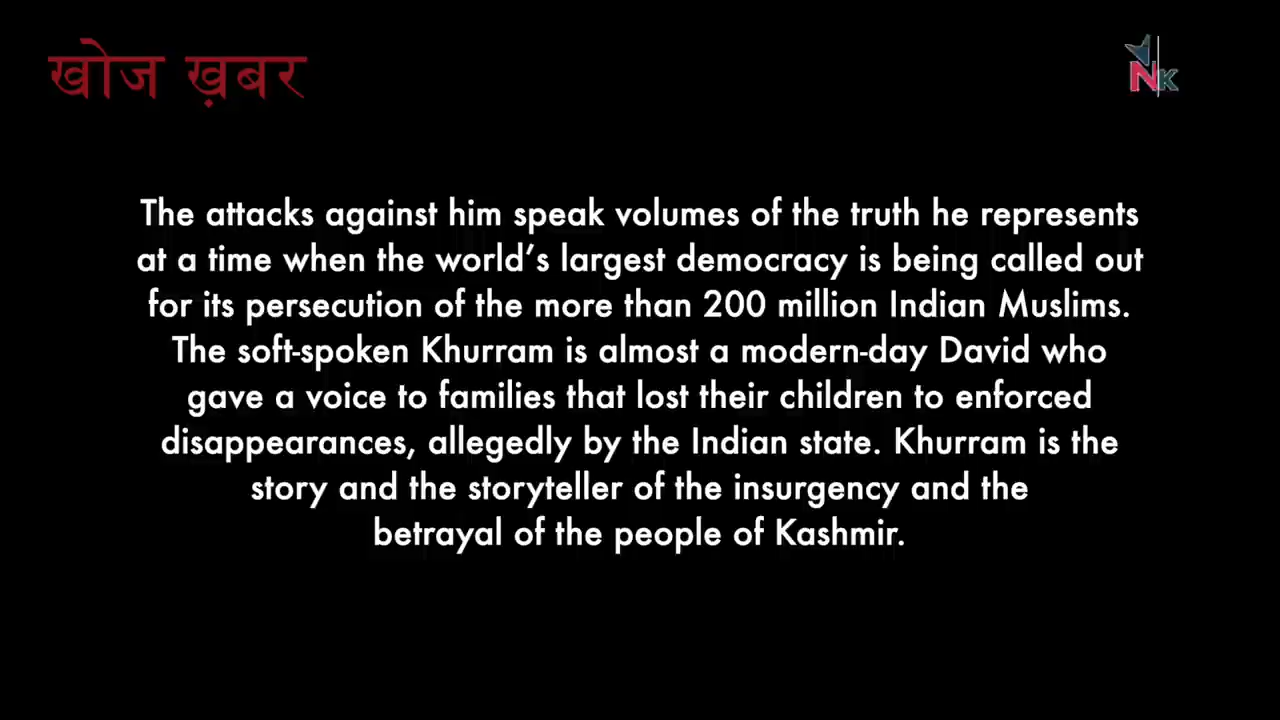 खोज ख़बर
NK
The attacks against him speak volumes of the truth he represents
at a time when the world’s largest democracy is being called out
for its persecution of the more than 200 million Indian Muslims.
The soft-spoken Khurram is almost a modern-day David who
gave a voice to families that lost their children to enforced
disappearances, allegedly by the Indian state. Khurram is the
story and the storyteller of the insurgency and the
betrayal of the people of Kashmir.